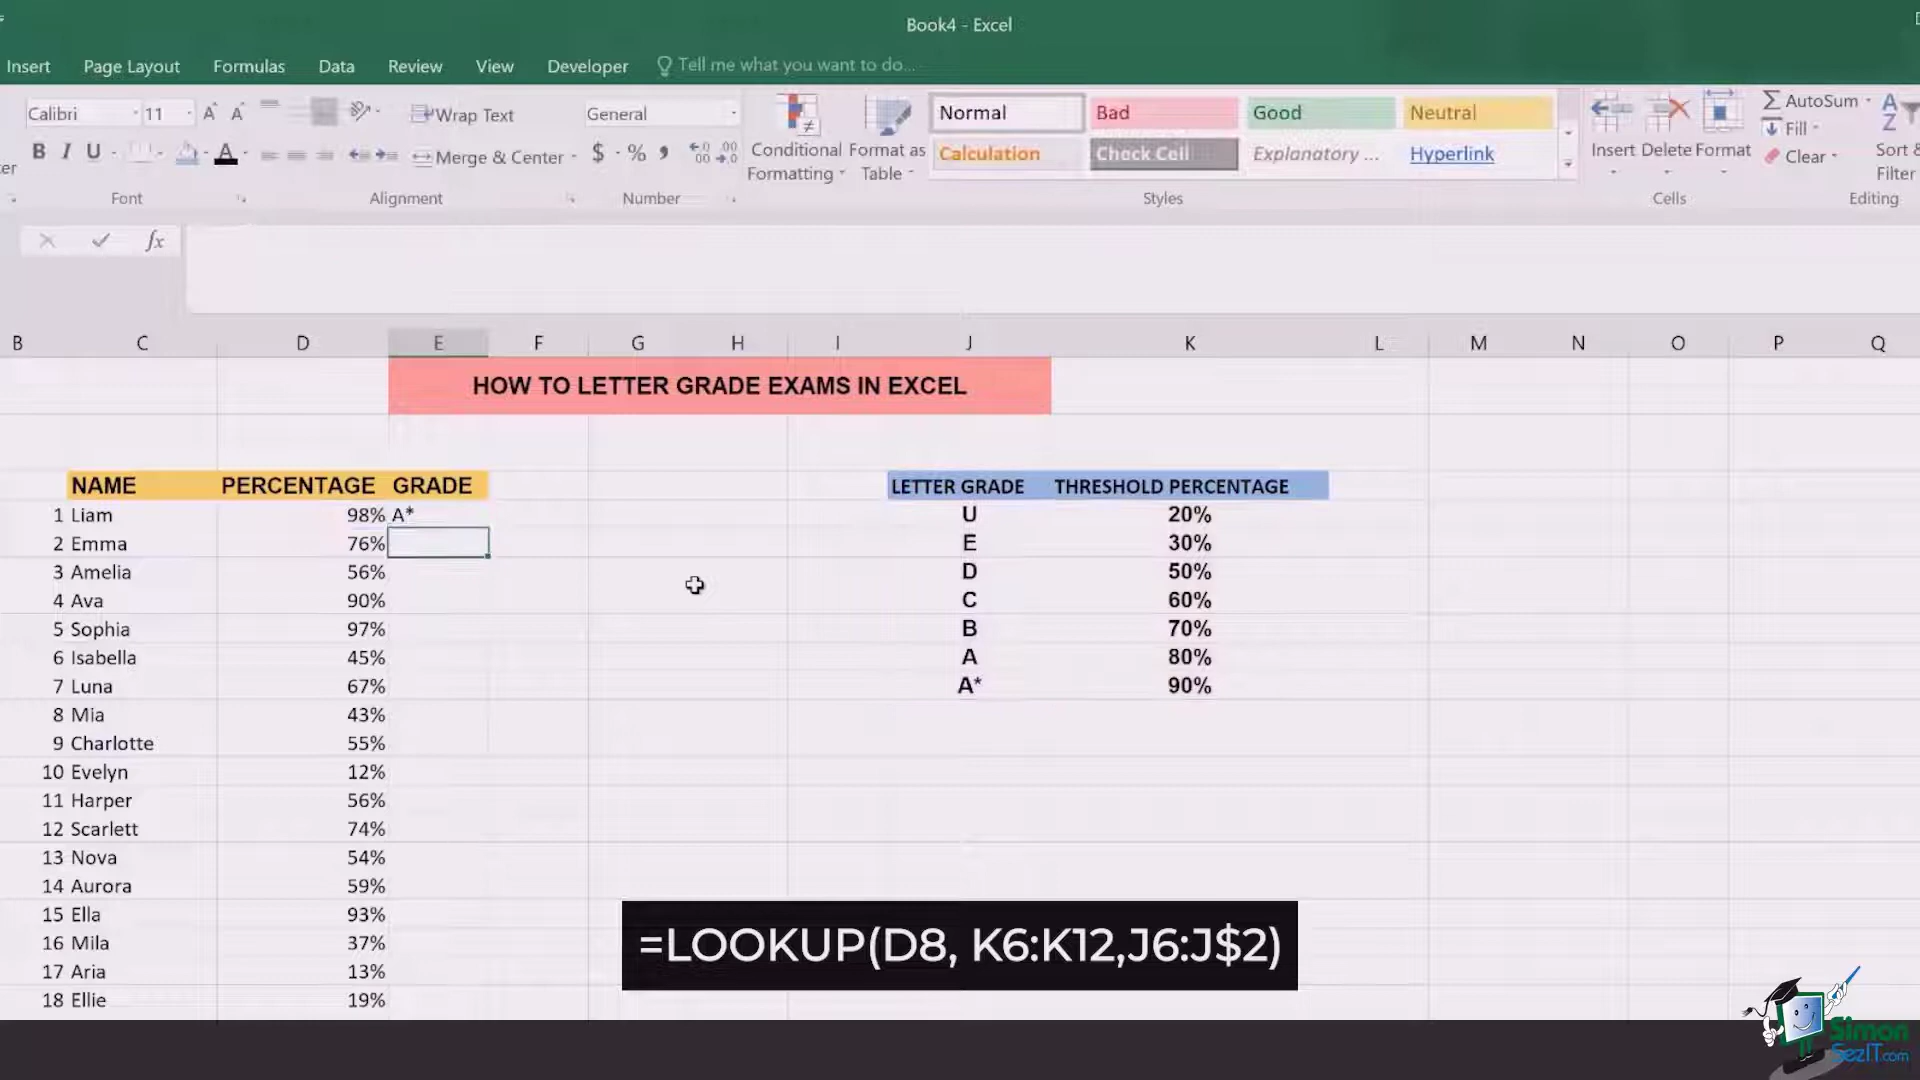 Book4 - Excel
Insert Page Layout Formulas Data Review View Developer Tell me what you want to do...
Calibri 11 Wrap Text General Normal Bad Good Neutral AutoSum
B I U Merge & Center $ % Conditional Formatting Format as Table Calculation Check Cell Explanatory ... Hyperlink Insert Delete Format Fill Clear Sort & Filter
Font Alignment Number Styles Cells Editing
fx
B C D E F G H I J K L M N O P Q
HOW TO LETTER GRADE EXAMS IN EXCEL
NAME PERCENTAGE GRADE LETTER GRADE THRESHOLD PERCENTAGE
1 Liam 98% A* U 20%
2 Emma 76% E 30%
3 Amelia 56% D 50%
4 Ava 90% C 60%
5 Sophia 97% B 70%
6 Isabella 45% A 80%
7 Luna 67% A* 90%
8 Mia 43%
9 Charlotte 55%
10 Evelyn 12%
11 Harper 56%
12 Scarlett 74%
13 Nova 54%
14 Aurora 59%
15 Ella 93%
16 Mila 37%
17 Aria 13%
18 Ellie 19%
=LOOKUP(D8, K6:K12,J6:J$2)
Simon
SezIT.com